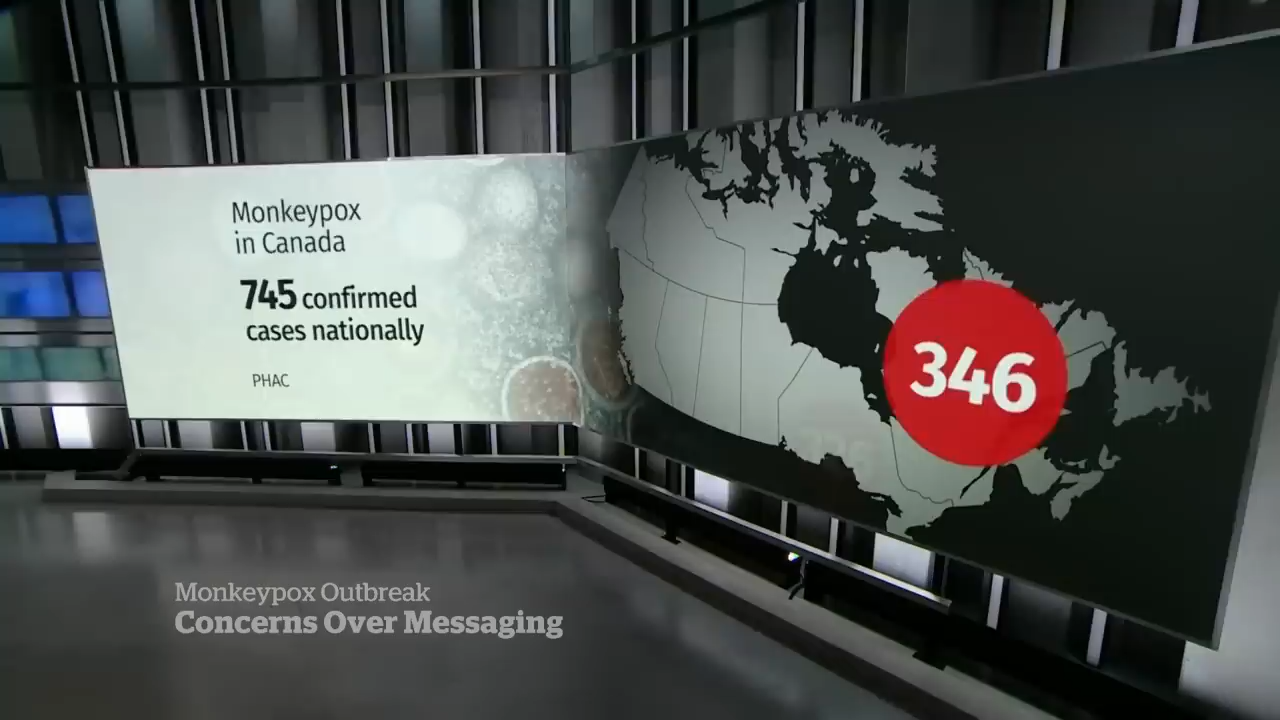 Monkeypox
in Canada
745 confirmed
cases nationally
PHAC
346
Monkeypox Outbreak
Concerns Over Messaging